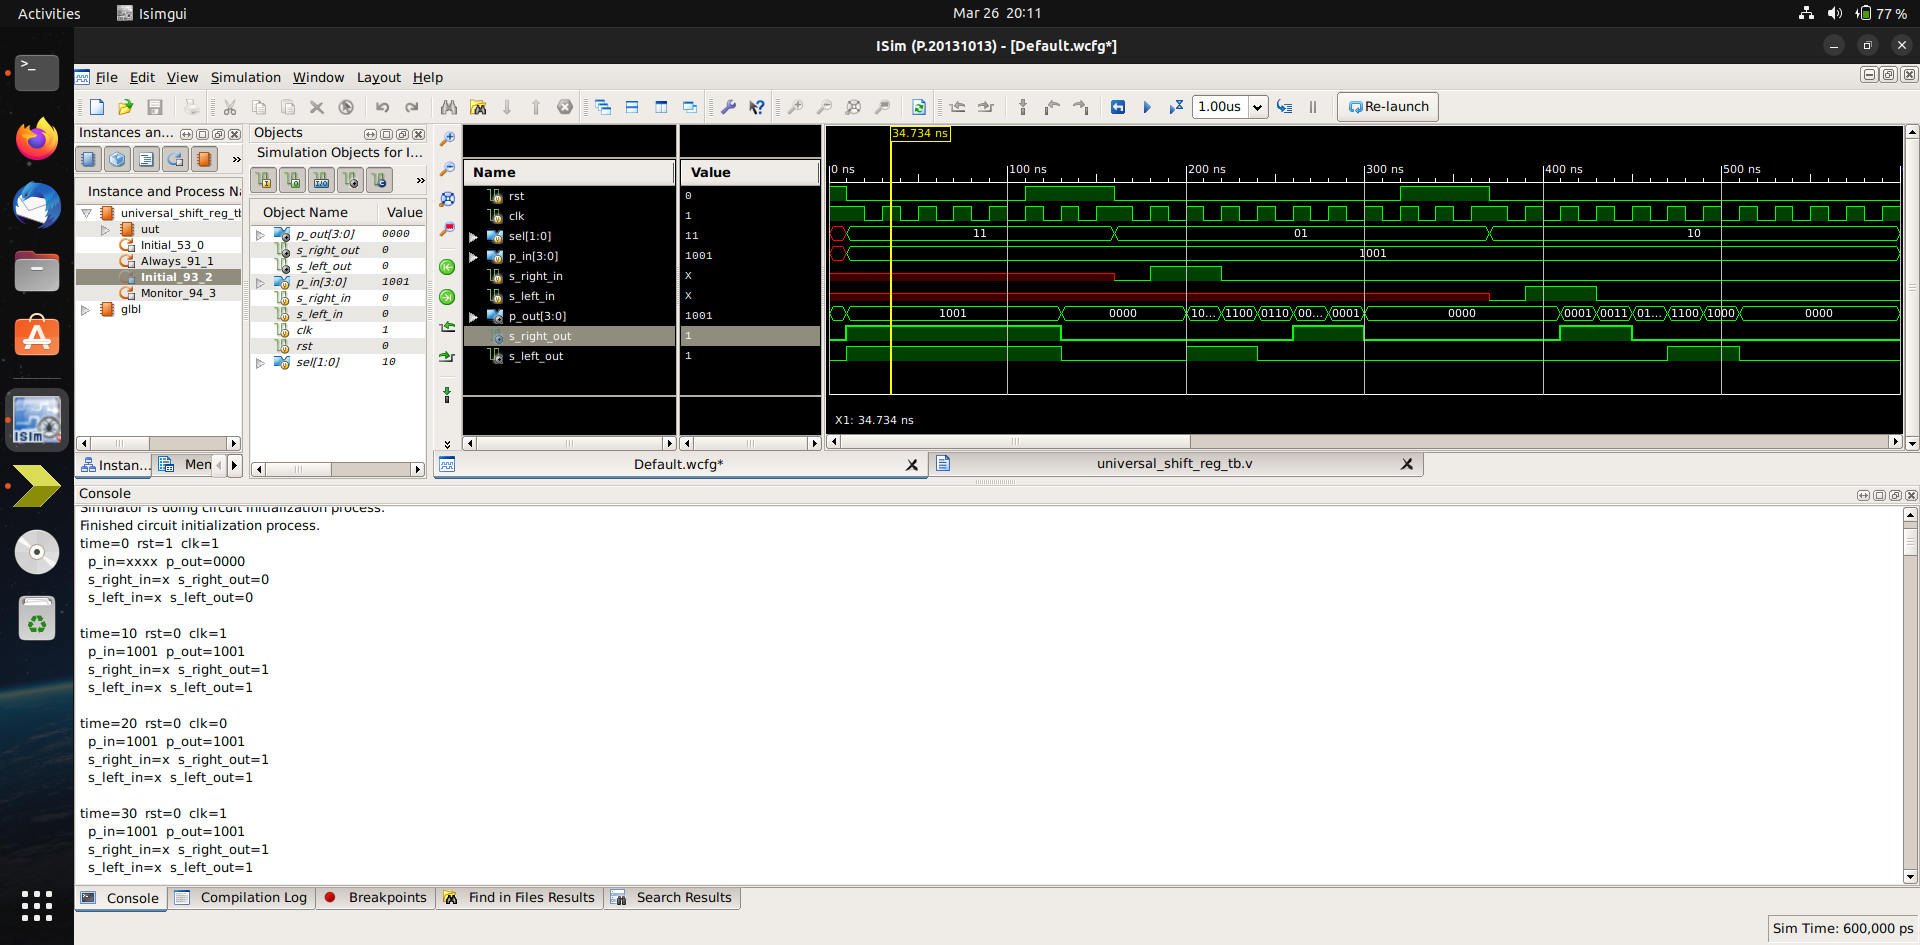 Activities Isimgui Mar 26 20:11 77 %
ISim (P.20131013) - [Default.wcfg*]
File Edit View Simulation Window Layout Help
1.00us Re-launch
Instances an... Objects
Simulation Objects for I...
Instance and Process Na
universal_shift_reg_tb
uut
Initial_53_0
Always_91_1
Initial_93_2
Monitor_94_3
glbl
Instan... Men
Object Name Value
p_out[3:0] 0000
s_right_out 0
s_left_out 0
p_in[3:0] 1001
s_right_in 0
s_left_in 0
clk 1
rst 0
sel[1:0] 10
34.734 ns
Name Value 0 ns 100 ns 200 ns 300 ns 400 ns 500 ns
rst 0
clk 1
sel[1:0] 11 11 01 10
p_in[3:0] 1001 1001
s_right_in X
s_left_in X
p_out[3:0] 1001 1001 0000 10... 1100 0110 00... 0001 0000 0001 0011 01... 1100 1000 0000
s_right_out 1
s_left_out 1
X1: 34.734 ns
Default.wcfg* universal_shift_reg_tb.v
Console
Simulator is doing circuit initialization process.
Finished circuit initialization process.
time=0 rst=1 clk=1
p_in=xxxx p_out=0000
s_right_in=x s_right_out=0
s_left_in=x s_left_out=0
time=10 rst=0 clk=1
p_in=1001 p_out=1001
s_right_in=x s_right_out=1
s_left_in=x s_left_out=1
time=20 rst=0 clk=0
p_in=1001 p_out=1001
s_right_in=x s_right_out=1
s_left_in=x s_left_out=1
time=30 rst=0 clk=1
p_in=1001 p_out=1001
s_right_in=x s_right_out=1
s_left_in=x s_left_out=1
Console Compilation Log Breakpoints Find in Files Results Search Results
Sim Time: 600,000 ps
ISim